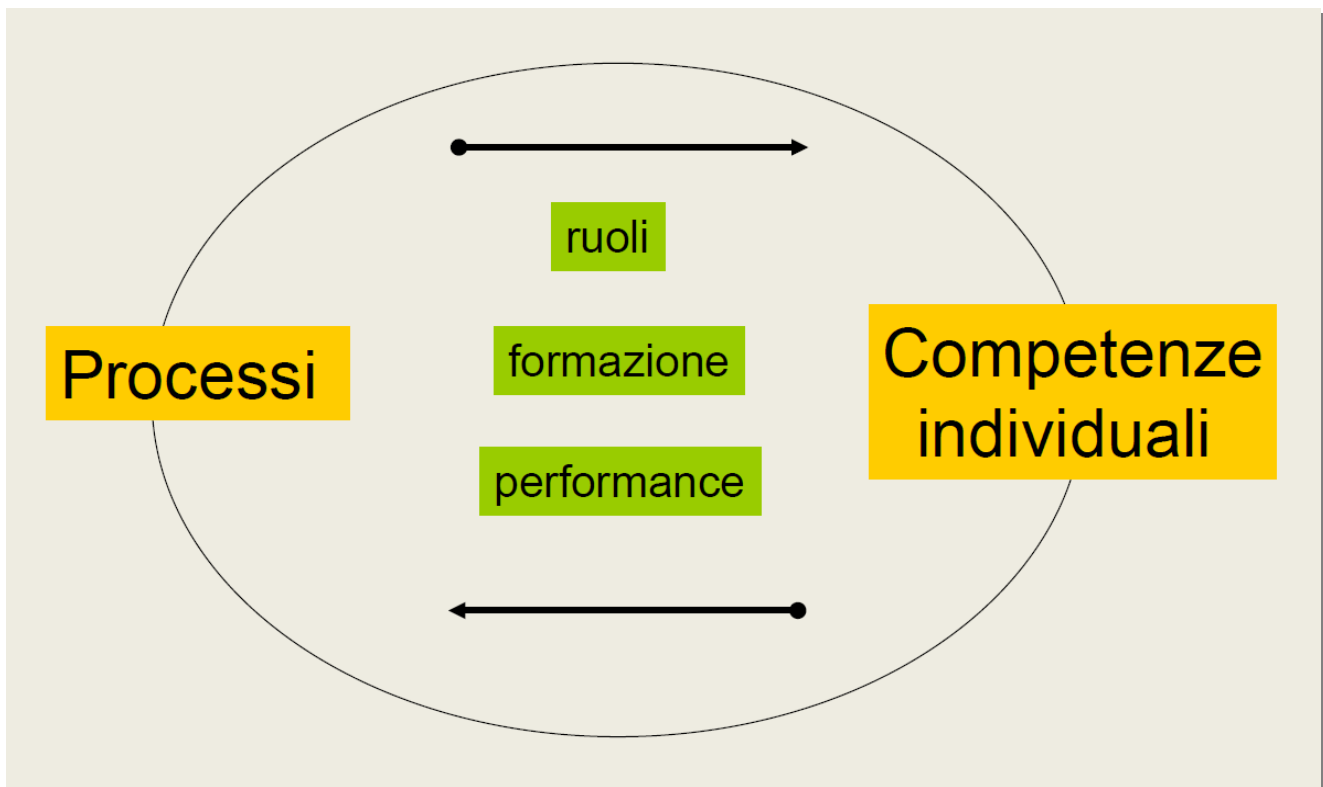 ruoli
Processi
formazione
performance
Competenze
individuali